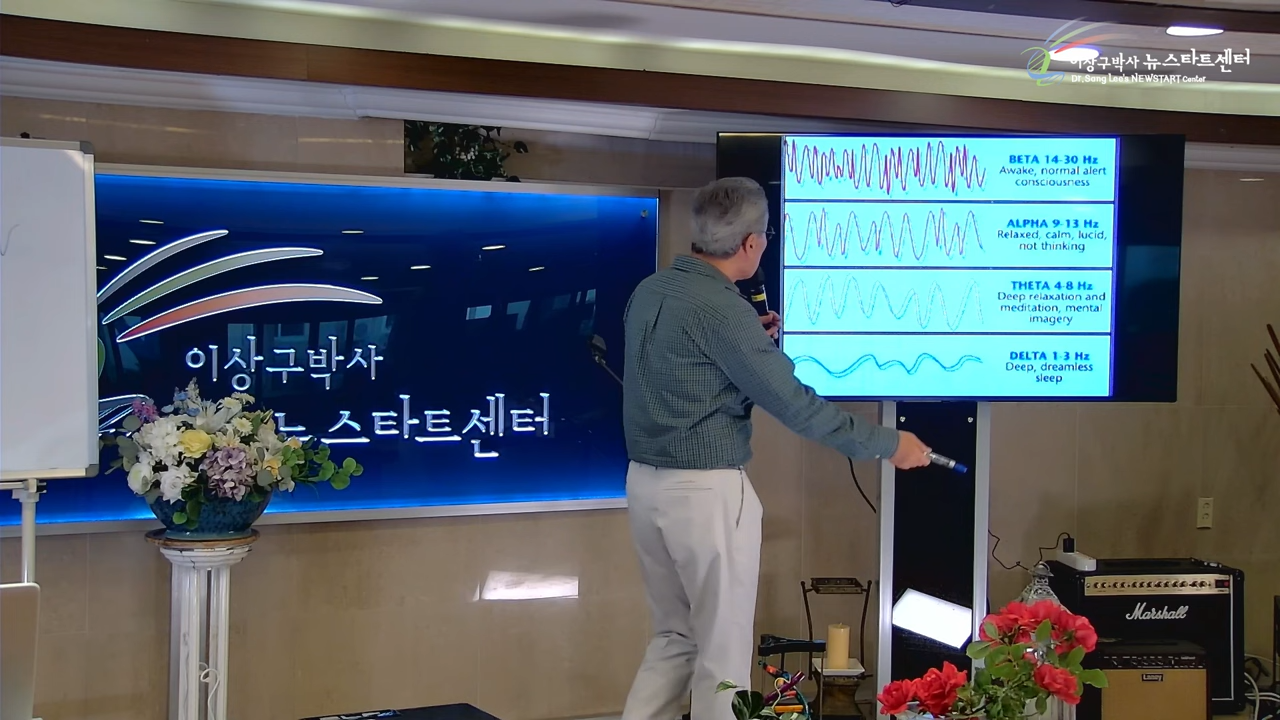 이상구박사 뉴스타트센터
Dr. Sang Lee's NEWSTART Center
BETA 14-30 Hz
Awake, normal alert
consciousness
ALPHA 9-13 Hz
Relaxed, calm, lucid,
not thinking
THETA 4-8 Hz
Deep relaxation and
meditation, mental
imagery
DELTA 1-3 Hz
Deep, dreamless
sleep
이상구박사
뉴스타트센터
Marshall
Laney